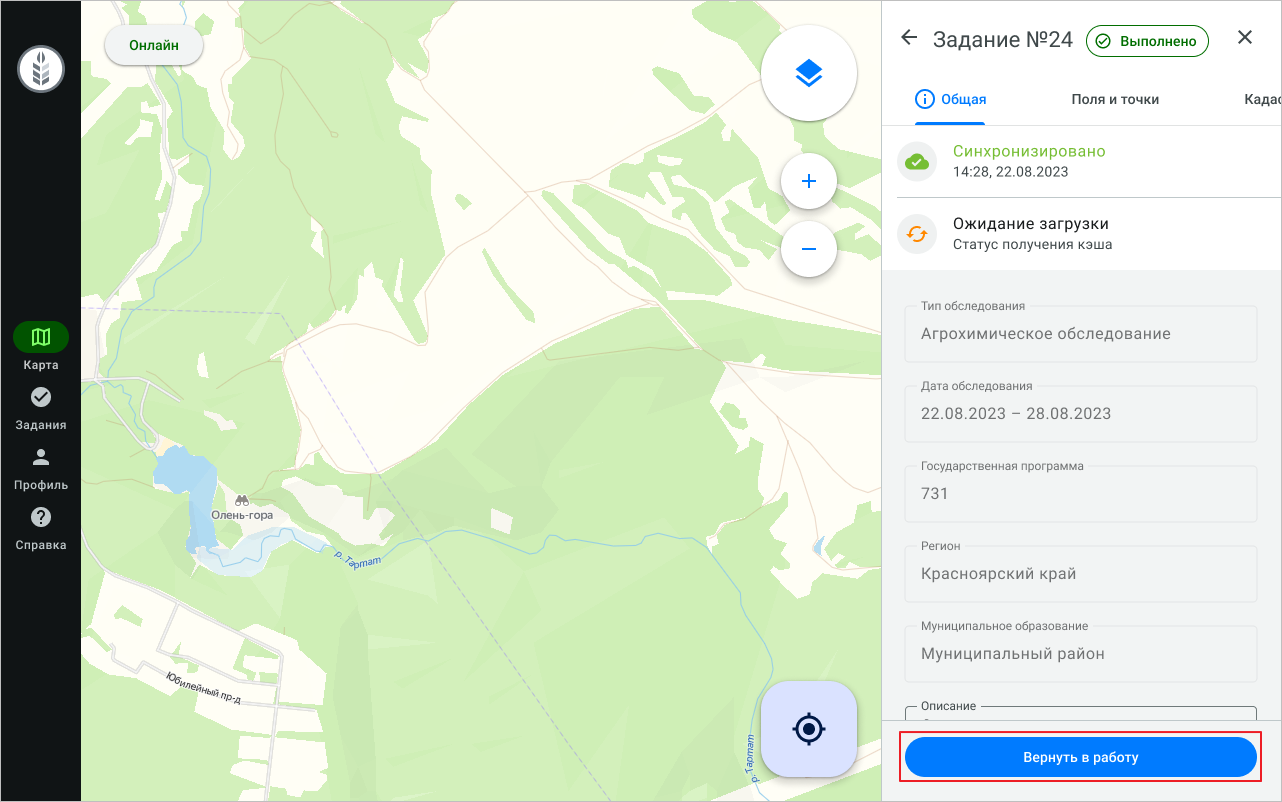 Онлайн
Карта
Задания
Профиль
Справка
Олень-гора
р. Тартат
Юбилейный пр-д
р. Тартат
Задание №24
Выполнено
Общая
Поля и точки
Кадас
Синхронизировано
14:28, 22.08.2023
Ожидание загрузки
Статус получения кэша
Тип обследования
Агрохимическое обследование
Дата обследования
22.08.2023 – 28.08.2023
Государственная программа
731
Регион
Красноярский край
Муниципальное образование
Муниципальный район
Описание
Вернуть в работу